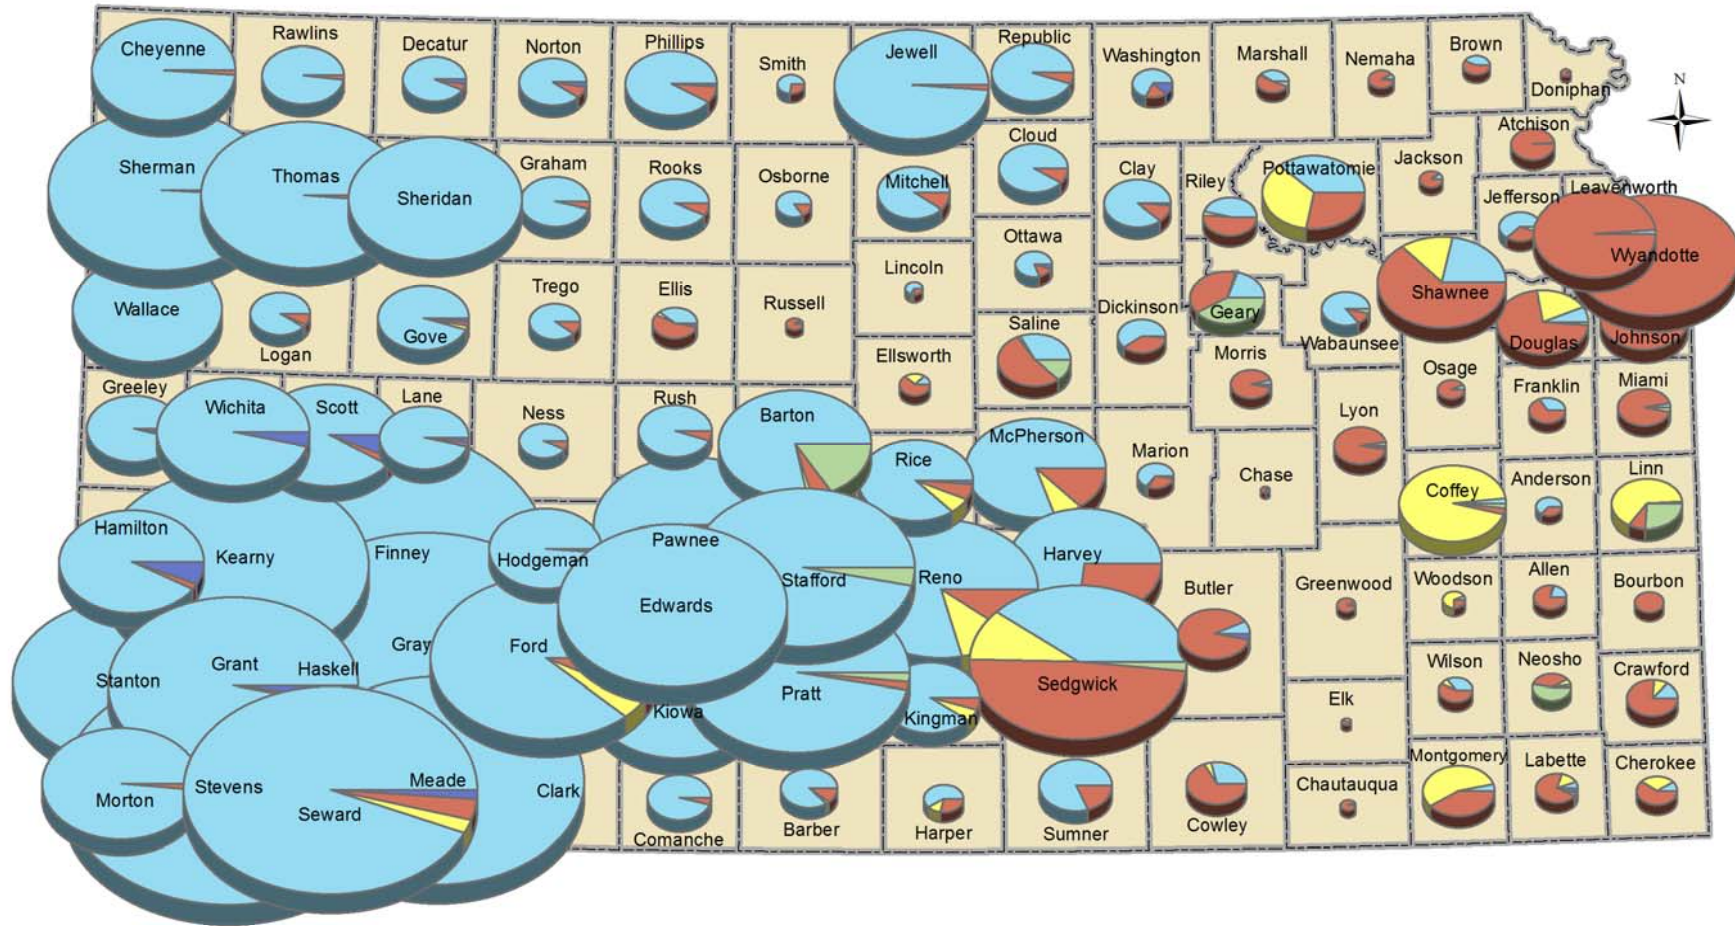 Cheyenne
Rawlins
Decatur
Norton
Phillips
Smith
Jewell
Republic
Washington
Marshall
Nemaha
Brown
Doniphan
N
Sherman
Thomas
Sheridan
Graham
Rooks
Osborne
Mitchell
Cloud
Clay
Riley
Pottawatomie
Jackson
Atchison
Jefferson
Leavenworth
Wyandotte
Wallace
Logan
Gove
Trego
Ellis
Russell
Lincoln
Ottawa
Saline
Dickinson
Geary
Wabaunsee
Shawnee
Douglas
Johnson
Greeley
Wichita
Scott
Lane
Ness
Rush
Barton
Ellsworth
Rice
McPherson
Marion
Morris
Chase
Lyon
Osage
Franklin
Miami
Coffey
Anderson
Linn
Hamilton
Kearny
Finney
Hodgeman
Pawnee
Edwards
Stafford
Reno
Harvey
Butler
Greenwood
Woodson
Allen
Bourbon
Stanton
Grant
Haskell
Gray
Ford
Kiowa
Pratt
Kingman
Sedgwick
Elk
Wilson
Neosho
Crawford
Morton
Stevens
Seward
Meade
Clark
Comanche
Barber
Harper
Sumner
Cowley
Chautauqua
Montgomery
Labette
Cherokee